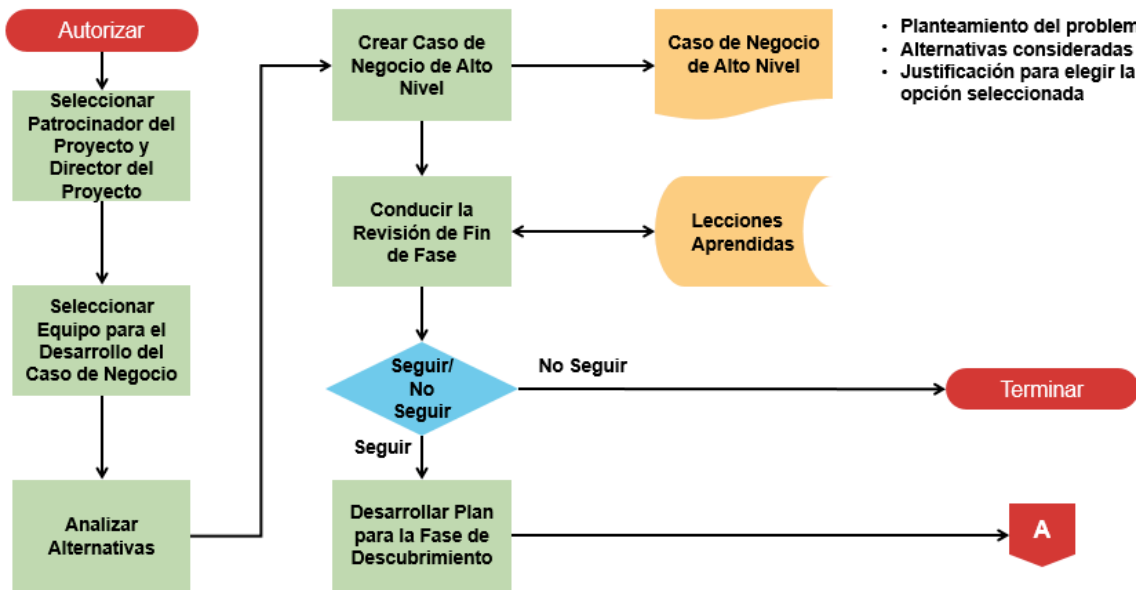 Autorizar
Seleccionar
Patrocinador del
Proyecto y
Director del
Proyecto
Seleccionar
Equipo para el
Desarrollo del
Caso de Negocio
Analizar
Alternativas
Crear Caso de
Negocio de Alto
Nivel
Caso de Negocio
de Alto Nivel
• Planteamiento del problem
• Alternativas consideradas
• Justificación para elegir la
opción seleccionada
Conducir la
Revisión de Fin
de Fase
Lecciones
Aprendidas
Seguir/
No
Seguir
No Seguir
Terminar
Seguir
Desarrollar Plan
para la Fase de
Descubrimiento
A